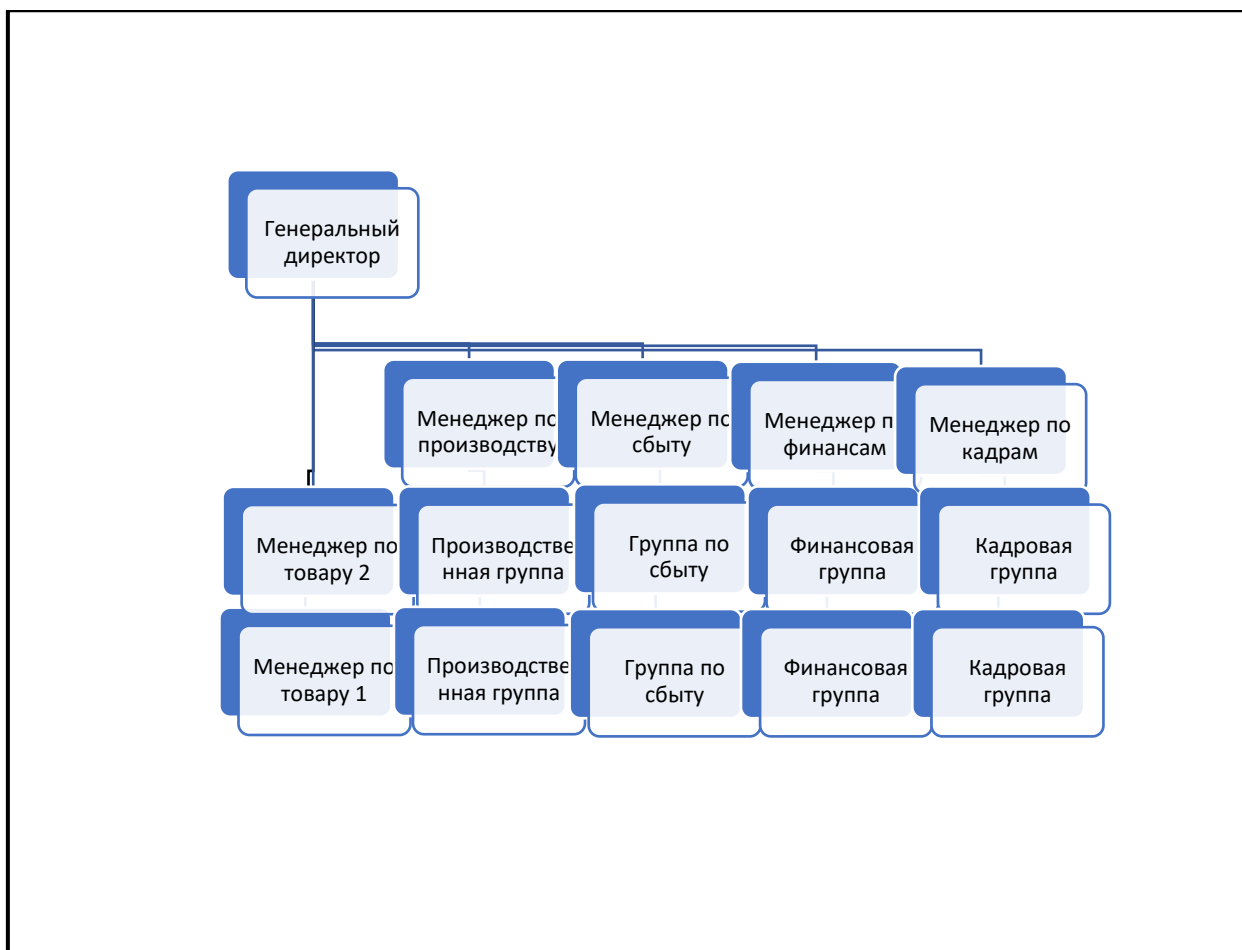 Генеральный
директор
Менеджер по
производству
Менеджер по
сбыту
Менеджер п
финансам
Менеджер по
кадрам
Менеджер по
товару 2
Производстве
нная группа
Группа по
сбыту
Финансовая
группа
Кадровая
группа
Менеджер по
товару 1
Производстве
нная группа
Группа по
сбыту
Финансовая
группа
Кадровая
группа